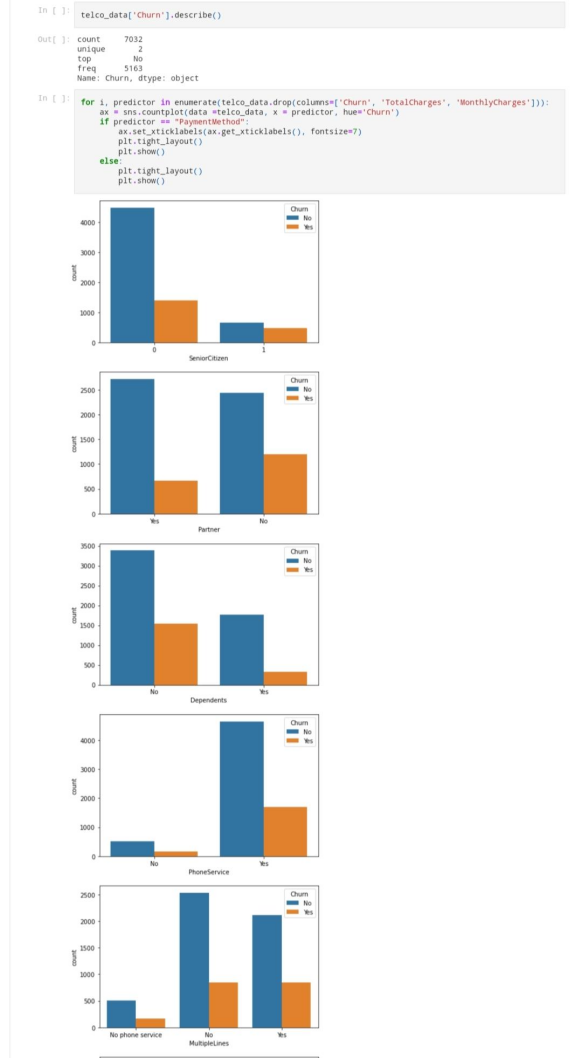 In [ ]:
telco_data['Churn'].describe()
Out[ ]:
count 7032
unique 2
top No
freq 5163
Name: Churn, dtype: object
In [ ]:
for i, predictor in enumerate(telco_data.drop(columns=['Churn', 'TotalCharges', 'MonthlyCharges'])):
    ax = sns.countplot(data =telco_data, x = predictor, hue='Churn')
    if predictor == "PaymentMethod":
        ax.set_xticklabels(ax.get_xticklabels(), fontsize=7)
        plt.tight_layout()
        plt.show()
    else:
        plt.tight_layout()
        plt.show()
Churn
No
Yes
4000
3000
2000
1000
0
count
0 1
SeniorCitizen
Churn
No
Yes
2500
2000
1500
1000
500
0
count
Yes No
Partner
Churn
No
Yes
3500
3000
2500
2000
1500
1000
500
0
count
No Yes
Dependents
Churn
No
Yes
4000
3000
2000
1000
0
count
No Yes
PhoneService
Churn
No
Yes
2500
2000
1500
1000
500
0
count
No phone service No Yes
MultipleLines